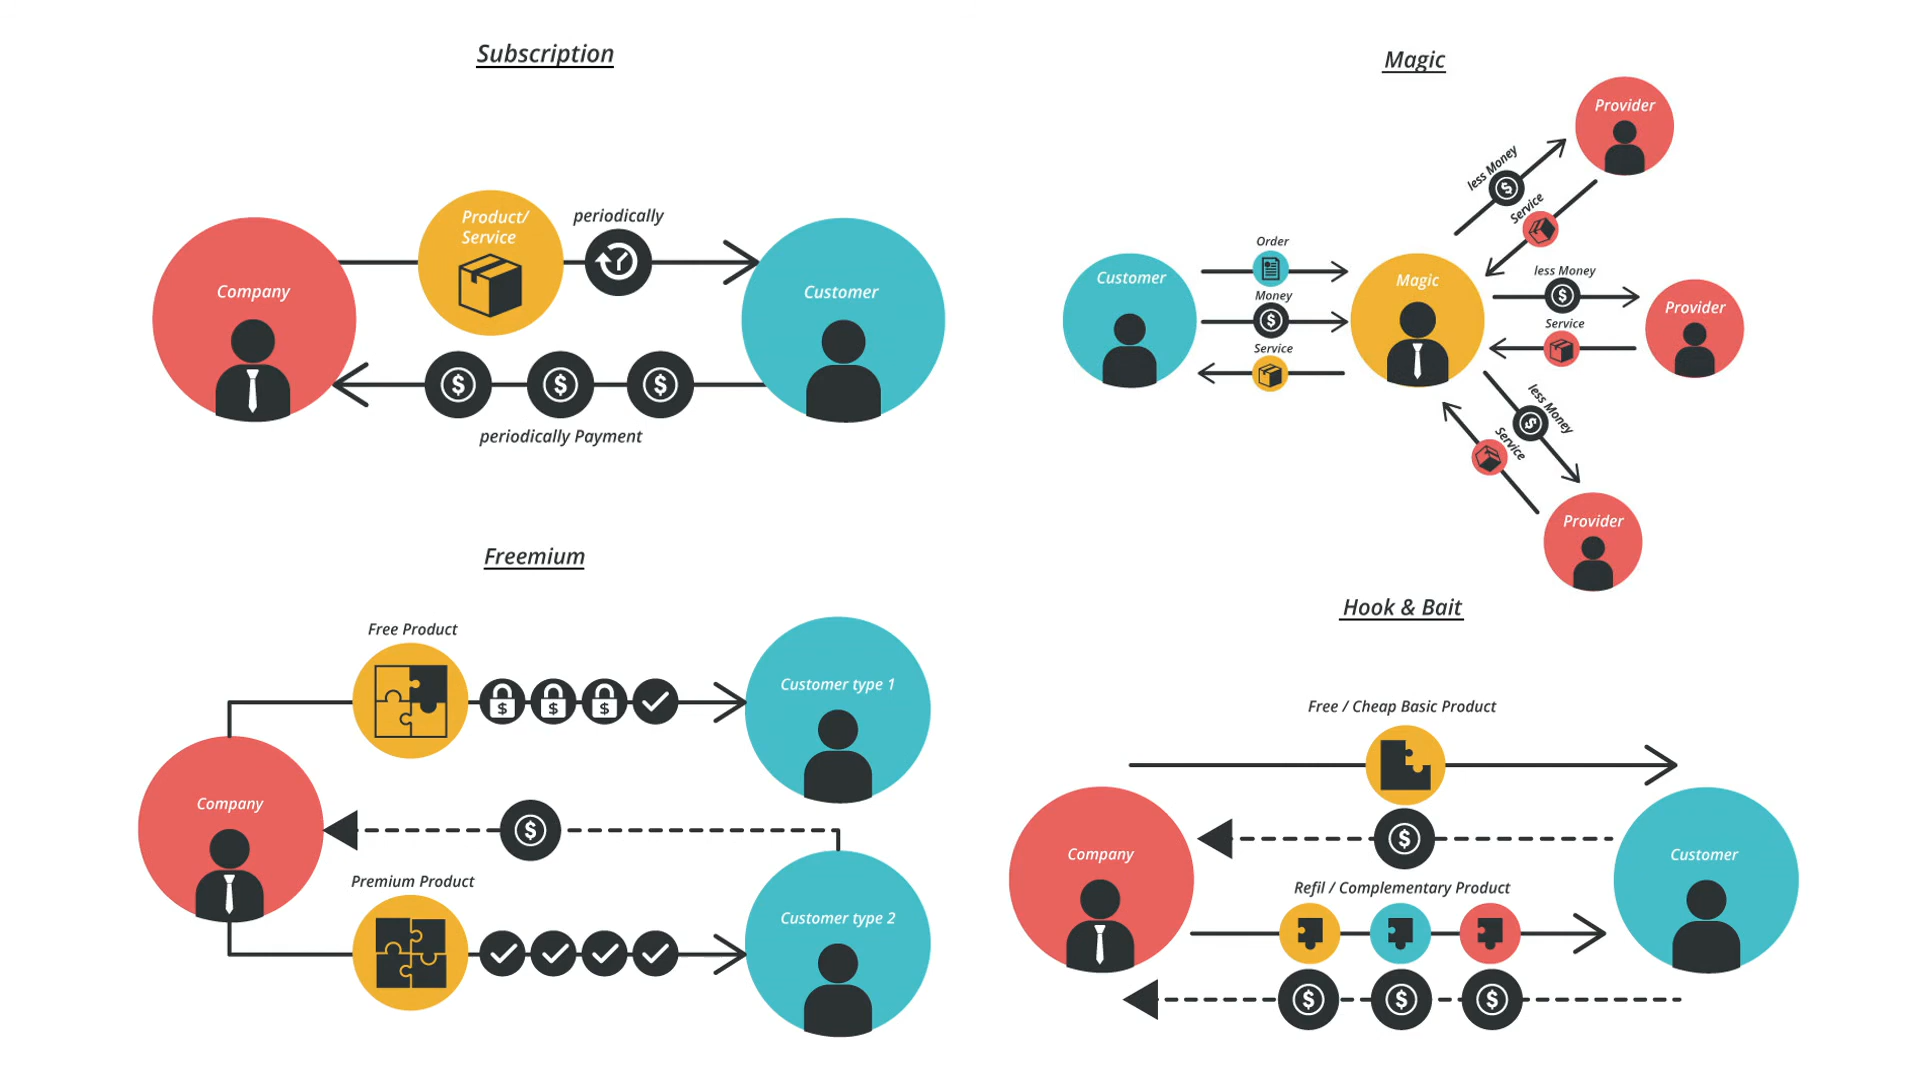 Subscription
Product/
Service
periodically
Company
Customer
periodically Payment
Magic
Provider
less Money
Service
Customer
Order
Money
Service
Magic
less Money
Service
Provider
less Money
Service
Provider
Freemium
Free Product
$
$
$
Customer type 1
Company
$
Premium Product
Customer type 2
Hook & Bait
Free / Cheap Basic Product
Company
$
Customer
Refil / Complementary Product
$ $ $